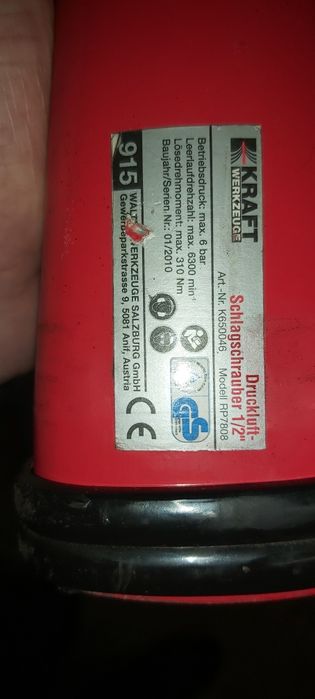 KRAFT
WERKZEUGE
Druckluft-
Schlagschrauber 1/2"
Art.-Nr. K650046, Modell RP7808
Betriebsdruck: max. 6 bar
Leerlaufdrehzahl: max. 6300 min⁻¹
Lösedrehmoment: max. 310 Nm
Baujahr/Serien.Nr.: 01/2010
GS
915
WERKZEUGE SALZBURG GmbH
Gewerbeparkstrasse 9, 5081 Anif, Austria
CE